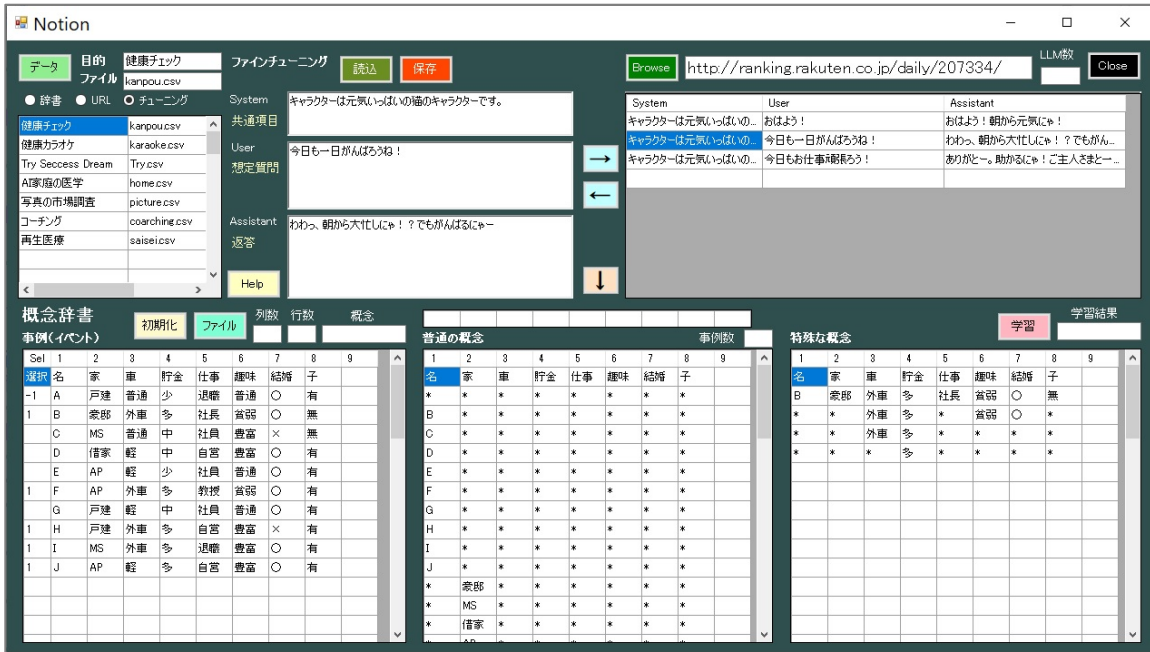 Notion
データ 目的 健康チェック ファインチューニング 読込 保存 Browse http://ranking.rakuten.co.jp/daily/207334/ LLM数 Close
ファイル kanpou.csv
辞書 URL チューニング
健康チェック kanpou.csv
健康カラオケ karaoke.csv
Try Seccess Dream Try.csv
AI家庭の医学 home.csv
写真の市場調査 picture.csv
コーチング coarching.csv
再生医療 saisei.csv
System
共通項目
キャラクターは元気いっぱいの猫のキャラクターです。
User
想定質問
今日も一日がんばろうね！
Assistant
返答
わわっ、朝から大忙しにゃ！？でもがんばるにゃー
Help
→
←
↓
System User Assistant
キャラクターは元気いっぱいの... おはよう！ おはよう！朝から元気にゃ！
キャラクターは元気いっぱいの... 今日も一日がんばろうね！ わわっ、朝から大忙しにゃ！？でもがん...
キャラクターは元気いっぱいの... 今日もお仕事頑張ろう！ ありがとー。助かるにゃ！ご主人さまとー...
概念辞書
事例(イベント) 初期化 ファイル 列数 行数 概念
Sel 1 2 3 4 5 6 7 8 9
選択 名 家 車 貯金 仕事 趣味 結婚 子
-1 A 戸建 普通 少 退職 普通 〇 有
1 B 豪邸 外車 多 社長 貧弱 〇 無
C MS 普通 中 社員 豊富 × 無
D 借家 軽 中 自営 豊富 〇 有
E AP 軽 少 社員 普通 〇 有
1 F AP 外車 多 教授 貧弱 〇 有
G 戸建 軽 中 社員 普通 〇 有
1 H 戸建 外車 多 自営 豊富 × 有
1 I MS 外車 多 退職 豊富 〇 有
1 J AP 軽 多 自営 豊富 〇 有
普通の概念 事例数
1 2 3 4 5 6 7 8 9
名 家 車 貯金 仕事 趣味 結婚 子
* * * * * * * *
B * * * * * * *
C * * * * * * *
D * * * * * * *
E * * * * * * *
F * * * * * * *
G * * * * * * *
H * * * * * * *
I * * * * * * *
J * * * * * * *
* 豪邸 * * * * * *
* MS * * * * * *
* 借家 * * * * * *
* AP * * * * * *
特殊な概念 学習 学習結果
1 2 3 4 5 6 7 8 9
名 家 車 貯金 仕事 趣味 結婚 子
B 豪邸 外車 多 社長 貧弱 〇 無
* * 外車 多 * 貧弱 〇 *
* * 外車 多 * * * *
* * * 多 * * * *